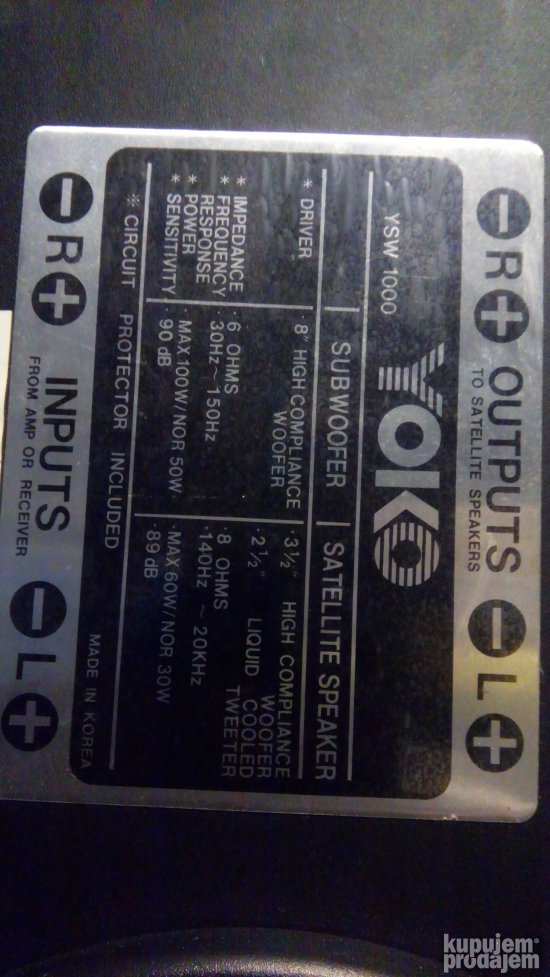 OUTPUTS
TO SATELLITE SPEAKERS
− R +
− L +
YOKO
YSW 1000
SUBWOOFER
SATELLITE SPEAKER
* DRIVER
· 8" HIGH COMPLIANCE
WOOFER
· 3½" HIGH COMPLIANCE
WOOFER
· 2½" LIQUID COOLED
TWEETER
* IMPEDANCE
· 6 OHMS
· 8 OHMS
* FREQUENCY
RESPONSE
· 30Hz~150Hz
· 140Hz ~ 20KHz
* POWER
· MAX 100W/NOR 50W
· MAX 60W/NOR 30W
* SENSITIVITY
· 90 dB
· 89 dB
※ CIRCUIT PROTECTOR INCLUDED
MADE IN KOREA
− R +
INPUTS
FROM AMP OR RECEIVER
− L +
kupujem
prodajem